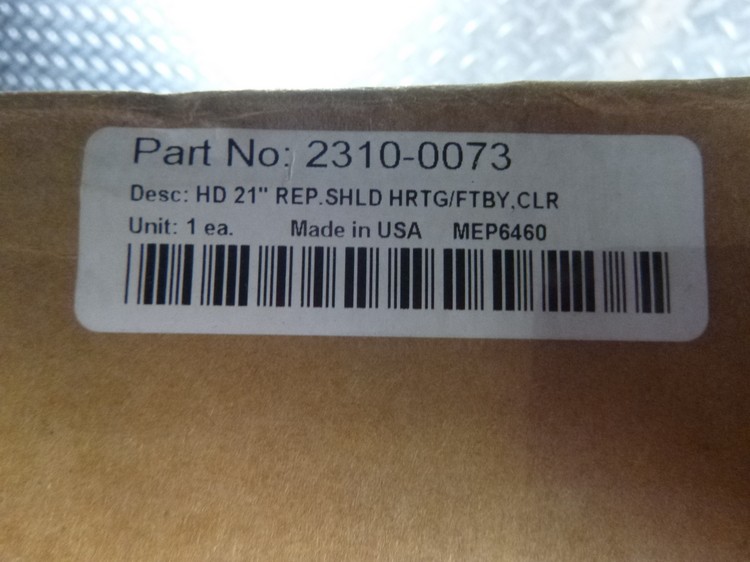 Part No: 2310-0073
Desc: HD 21" REP.SHLD HRTG/FTBY,CLR
Unit: 1 ea. Made in USA MEP6460